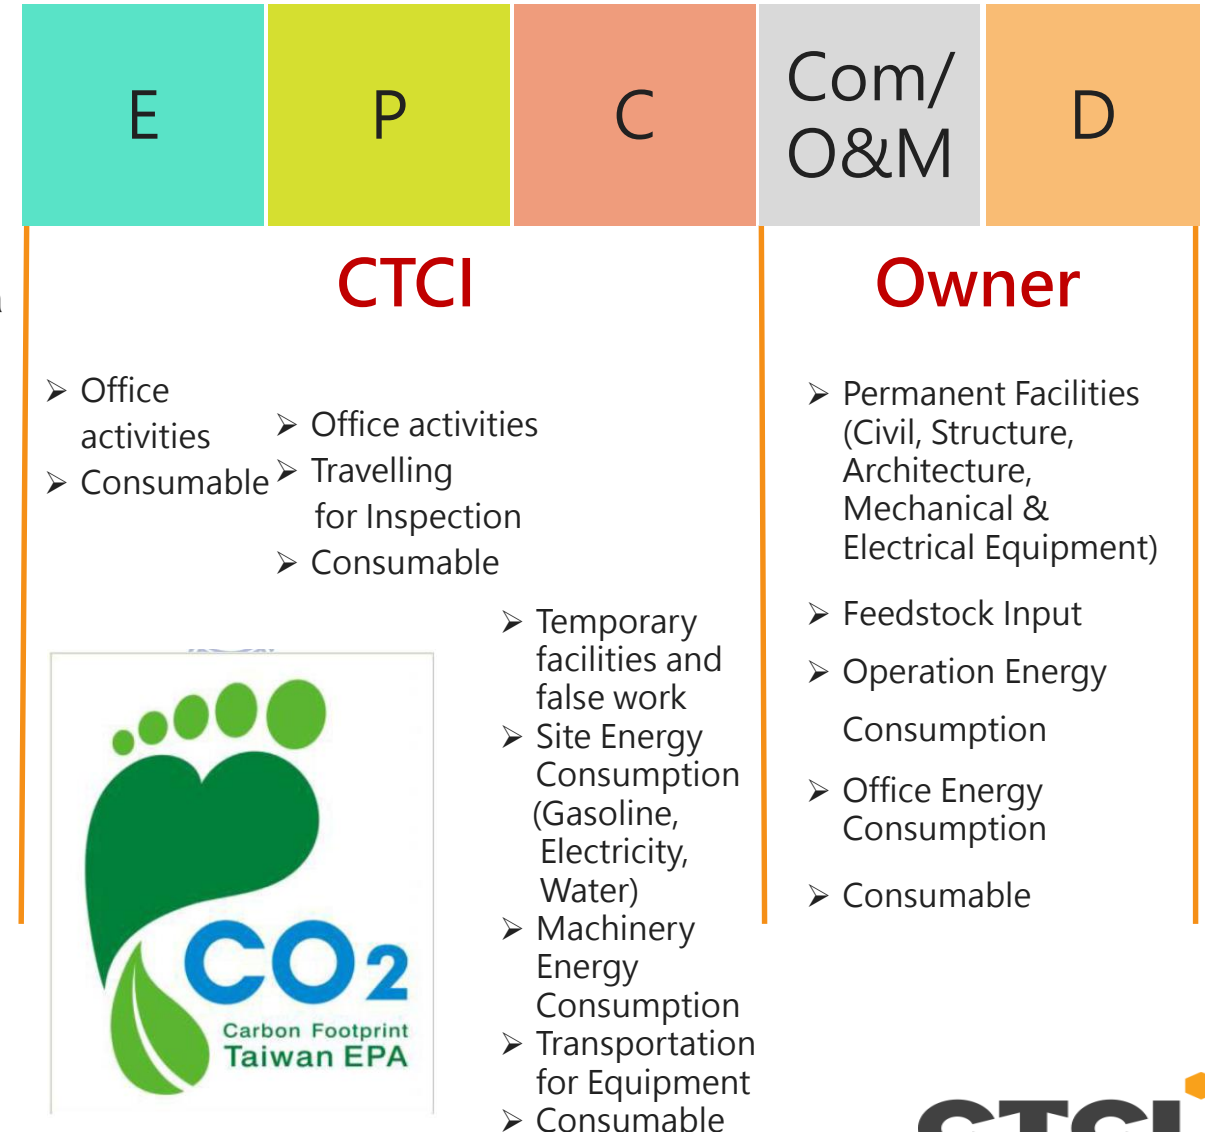 E
P
C
Com/
O&M
D
CTCI
Owner
➢ Office
activities
➢ Consumable
➢ Office activities
➢ Travelling
for Inspection
➢ Consumable
➢ Temporary
facilities and
false work
➢ Site Energy
Consumption
(Gasoline,
Electricity,
Water)
➢ Machinery
Energy
Consumption
➢ Transportation
for Equipment
➢ Consumable
➢ Permanent Facilities
(Civil, Structure,
Architecture,
Mechanical &
Electrical Equipment)
➢ Feedstock Input
➢ Operation Energy
Consumption
➢ Office Energy
Consumption
➢ Consumable
CO2
Carbon Footprint
Taiwan EPA
CTCI